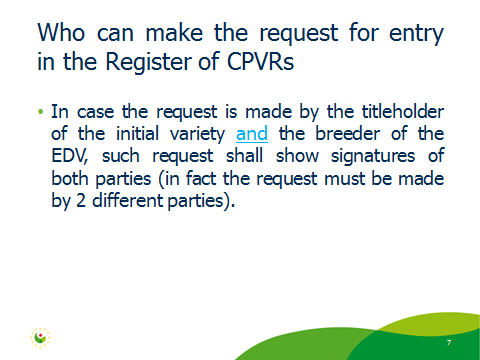 Who can make the request for entry
in the Register of CPVRs
• In case the request is made by the titleholder
of the initial variety and the breeder of the
EDV, such request shall show signatures of
both parties (in fact the request must be made
by 2 different parties).
7